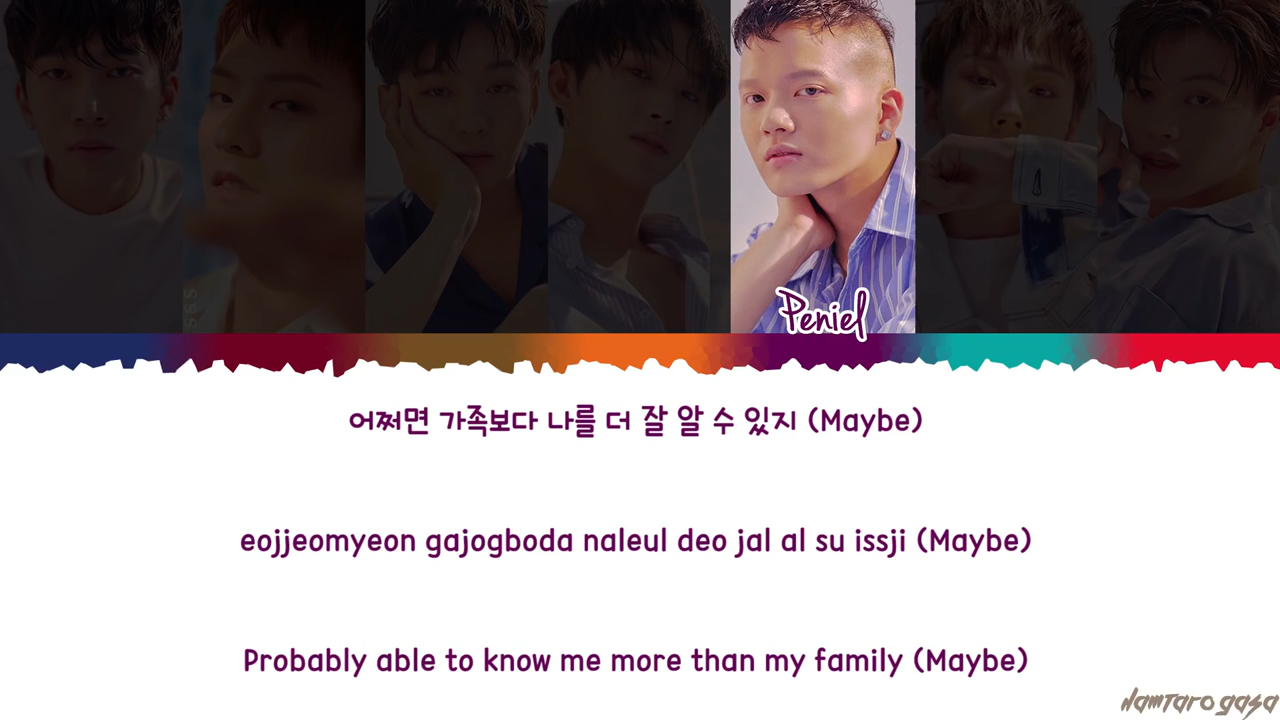 Peniel
어쩌면 가족보다 나를 더 잘 알 수 있지 (Maybe)
eojjeomyeon gajogboda naleul deo jal al su issji (Maybe)
Probably able to know me more than my family (Maybe)
Namtaro gasa